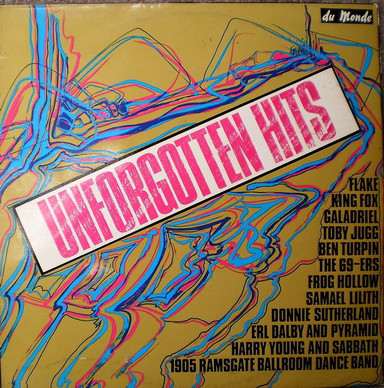 du Monde
UNFORGOTTEN HITS
FLAKE
KING FOX
GALADRIEL
TOBY JUGG
BEN TURPIN
THE 69-ERS
FROG HOLLOW
SAMAEL LILITH
DONNIE SUTHERLAND
ERL DALBY AND PYRAMID
HARRY YOUNG AND SABBATH
1905 RAMSGATE BALLROOM DANCE BAND